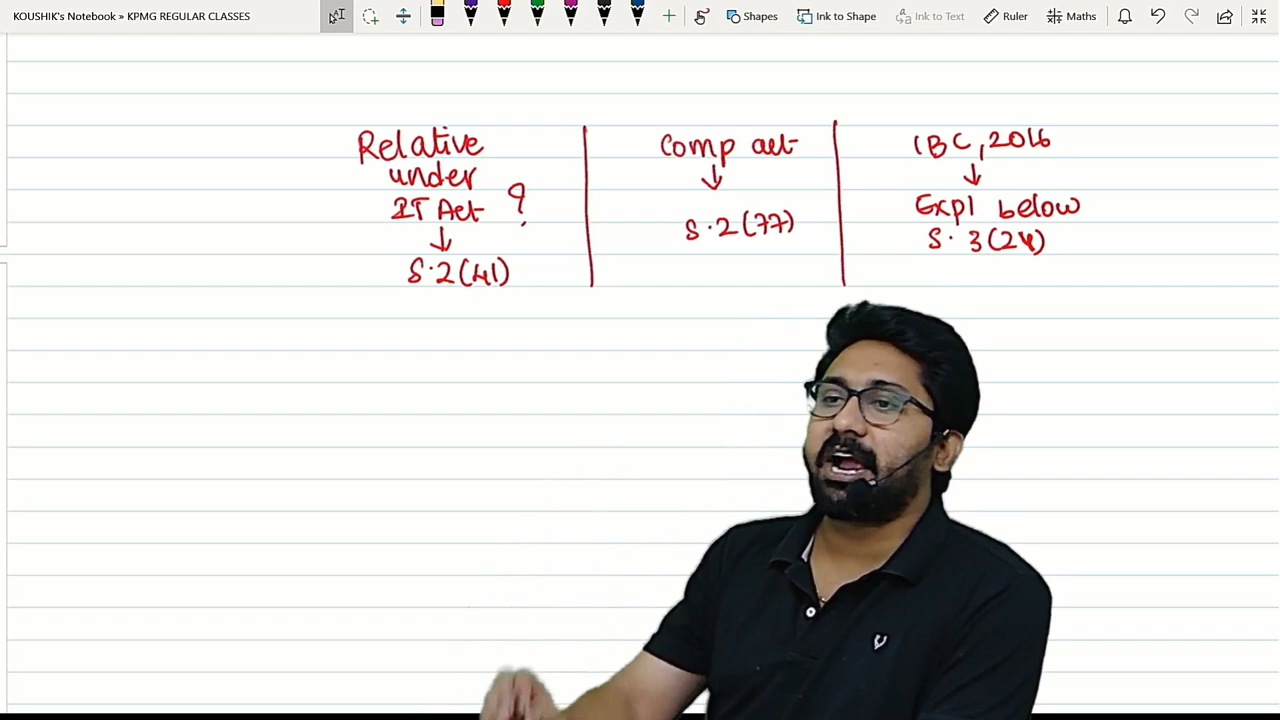 KOUSHIK's Notebook » KPMG REGULAR CLASSES
Shapes
Ink to Shape
Ink to Text
Ruler
Maths
Relative
under
IT Act ?
↓
S.2(41)
Comp act
↓
S.2(77)
IBC, 2016
↓
Expl below
S. 3(24)